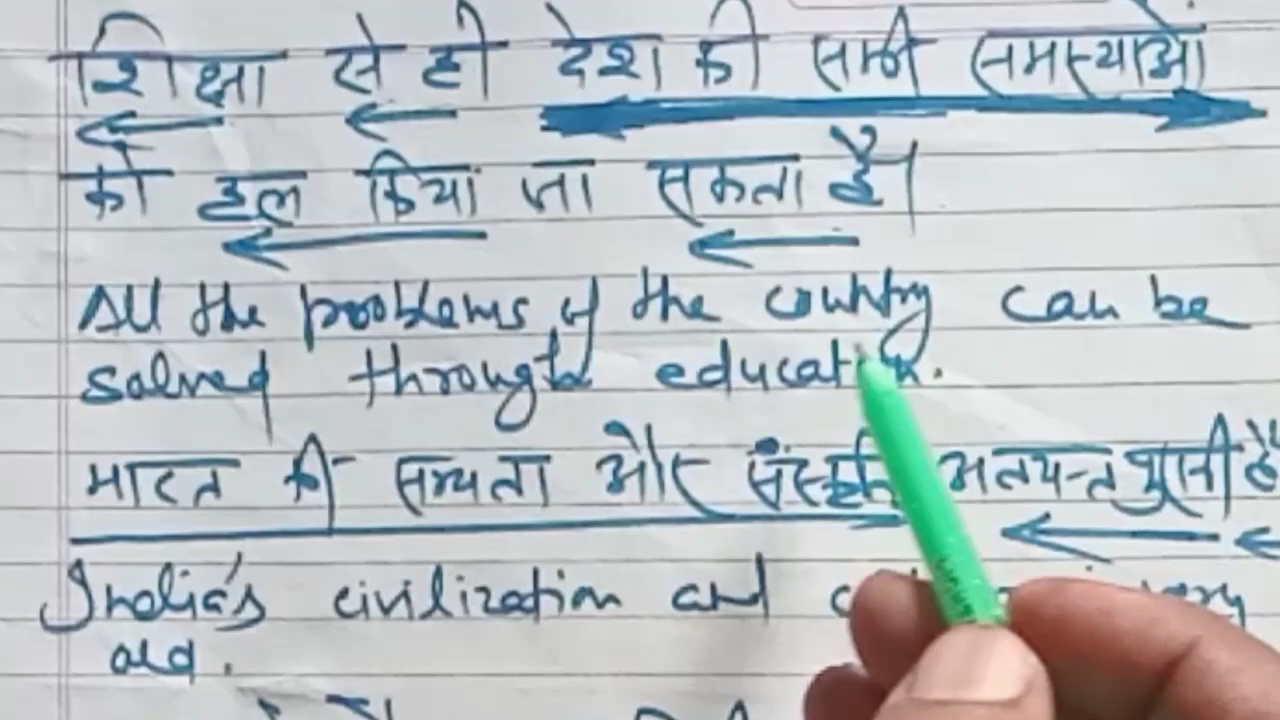 शिक्षा से ही देश की सभी समस्याओ
को हल किया जा सकता है।
All the problems of the country can be
solved through education.
भारत की सभ्यता और संस्कृति अत्यन्त पुरानी है
India's civilization and very
old.